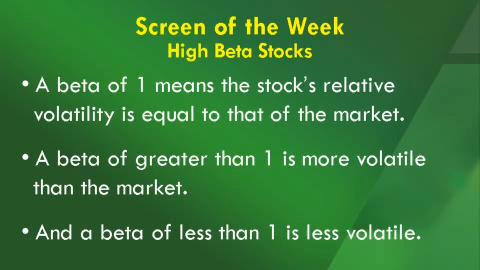 Screen of the Week
High Beta Stocks
• A beta of 1 means the stock's relative
volatility is equal to that of the market.
• A beta of greater than 1 is more volatile
than the market.
• And a beta of less than 1 is less volatile.